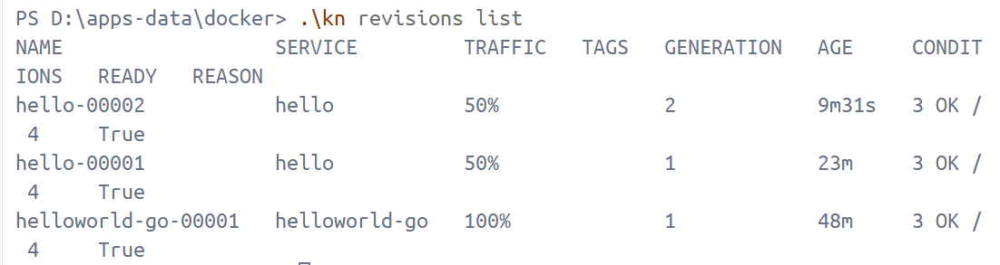 PS D:\apps-data\docker> .\kn revisions list
NAME                  SERVICE         TRAFFIC   TAGS   GENERATION   AGE     CONDIT
IONS   READY   REASON
hello-00002           hello           50%              2            9m31s   3 OK /
 4     True
hello-00001           hello           50%              1            23m     3 OK /
 4     True
helloworld-go-00001   helloworld-go   100%             1            48m     3 OK /
 4     True